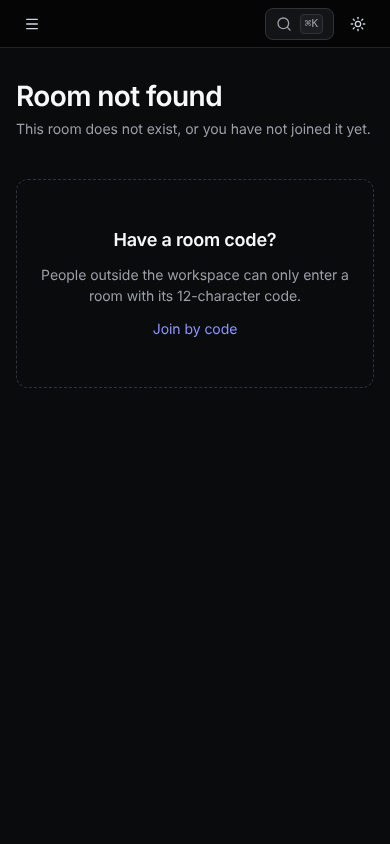 ⌘K
Room not found
This room does not exist, or you have not joined it yet.
Have a room code?
People outside the workspace can only enter a
room with its 12-character code.
Join by code